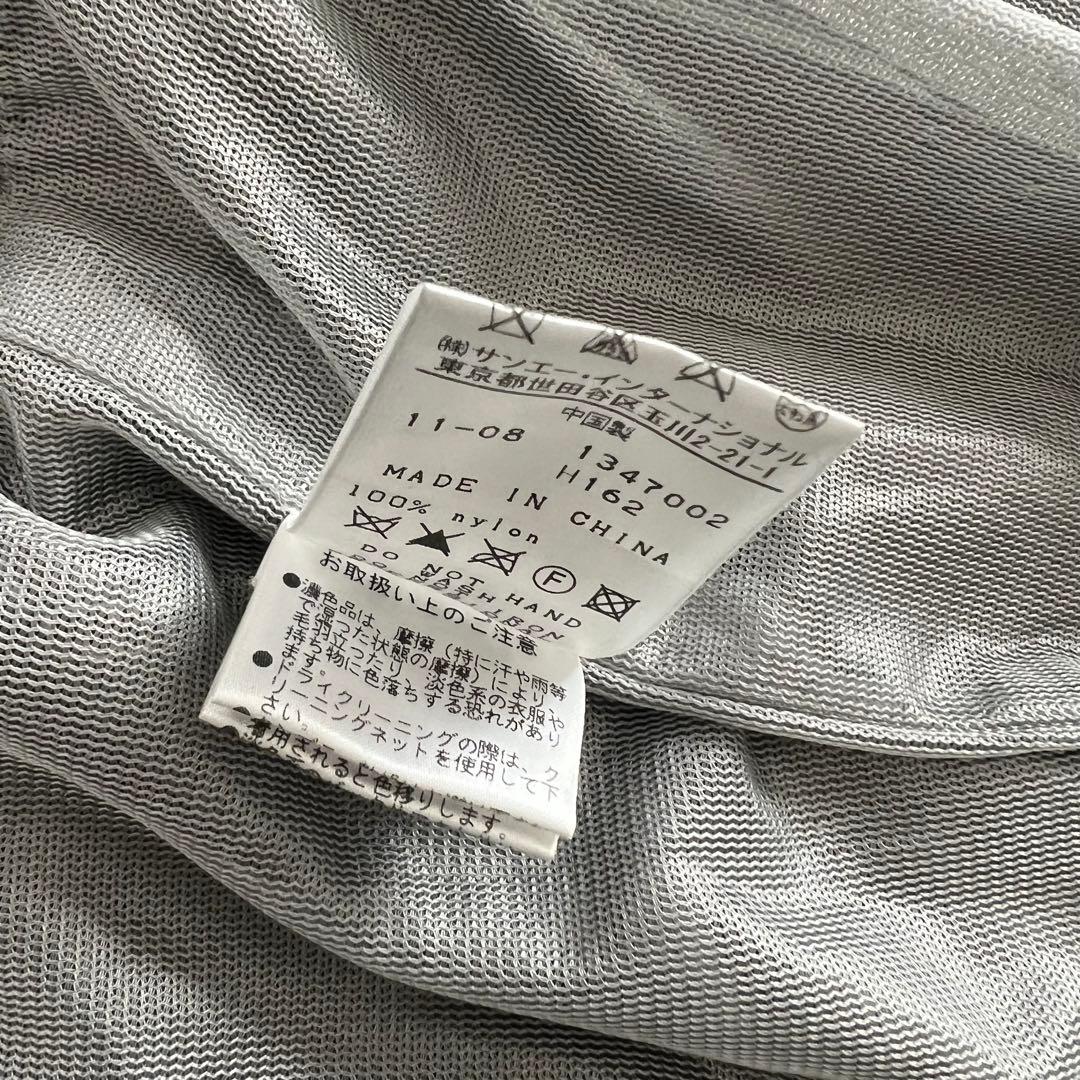 (株)サンエー・インターナショナル
東京都世田谷区玉川2-21-1
中国製
11-08 1347002
H162
MADE IN CHINA
100% nylon
F
DO NOT HAND
お取扱い上のご注意
●濃色品は、摩擦(特に汗や雨等
で湿った状態の摩擦)により
毛羽立ったり、淡色系の衣服や
持ち物に色落ちする恐れがあり
ます。
●ドライクリーニングの際は、ク
リーニングネットを使用して下
さい。
着用されると色移りします。